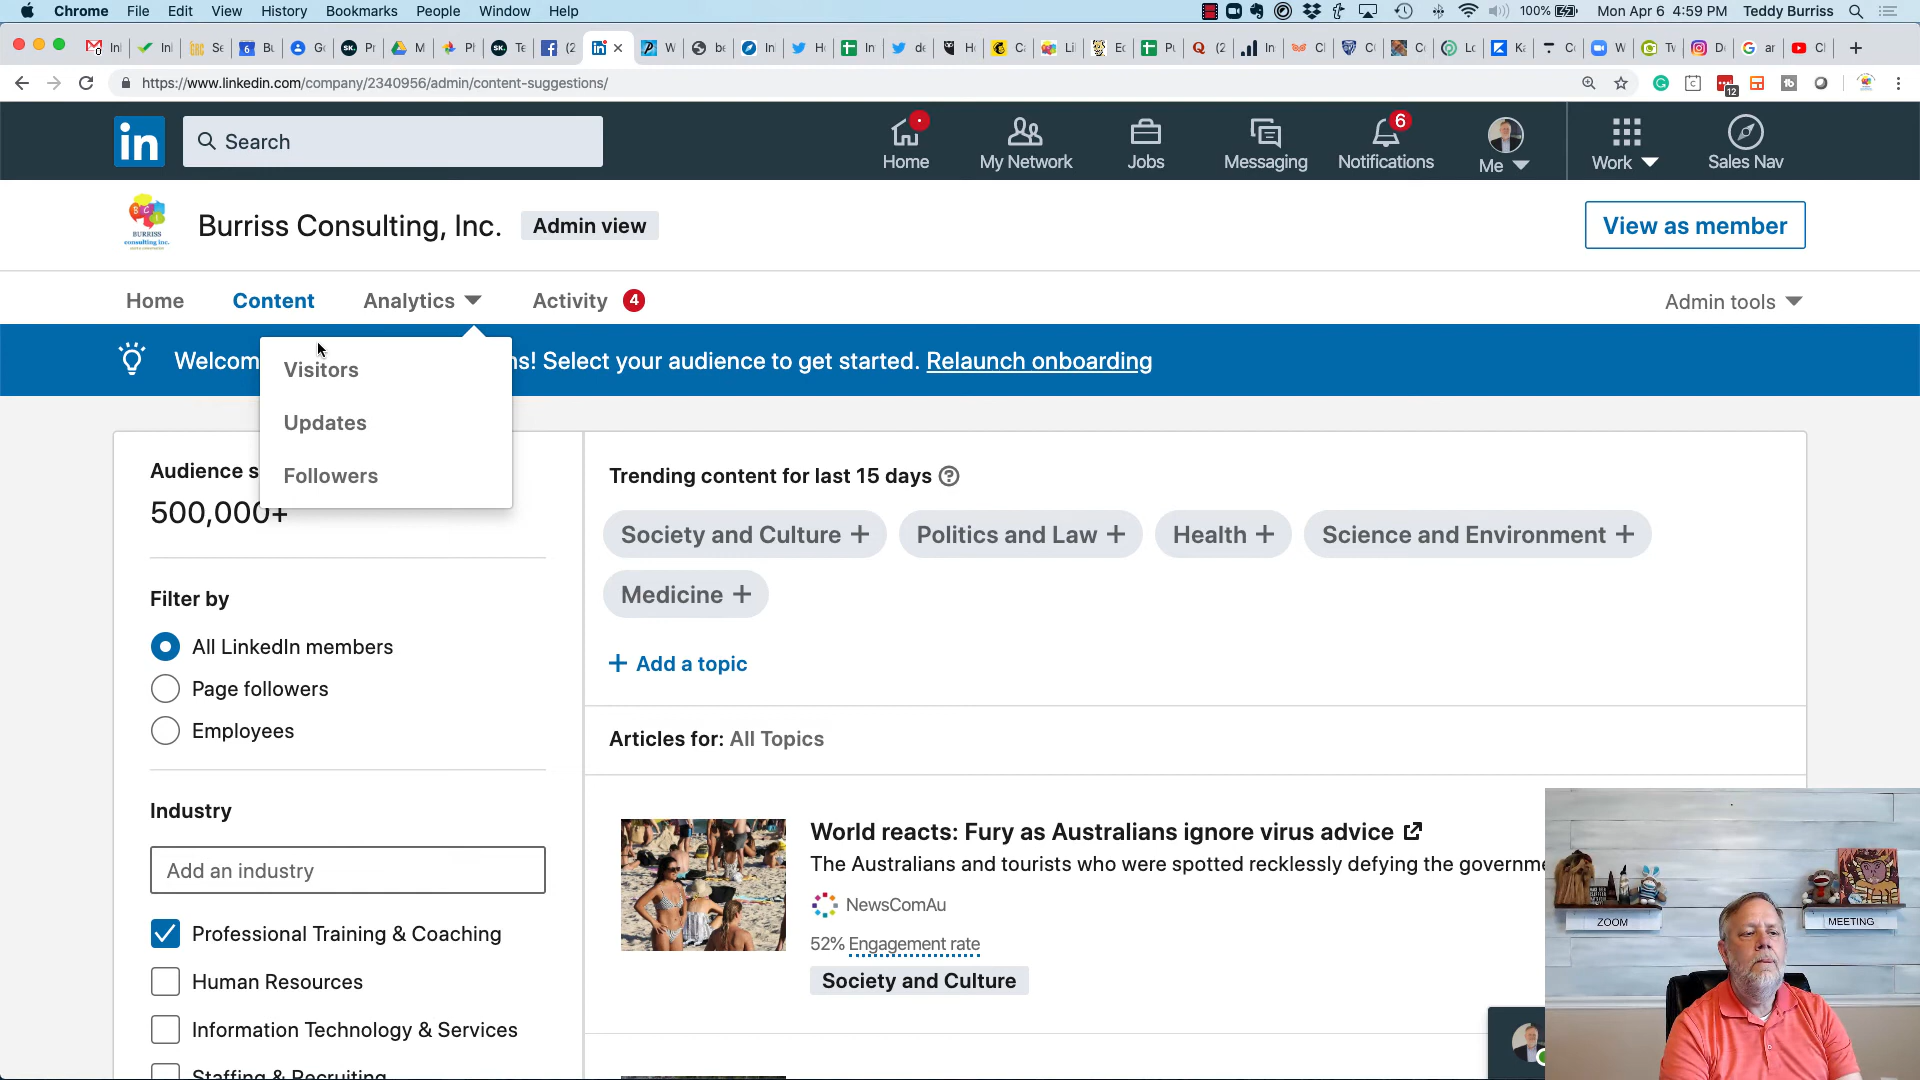 Chrome File Edit View History Bookmarks People Window Help 100% Mon Apr 6 4:59 PM Teddy Burriss
https://www.linkedin.com/company/2340956/admin/content-suggestions/
12
in Search Home My Network Jobs Messaging 6 Notifications Me Work Sales Nav
BURRISS
consulting inc.
Burriss Consulting, Inc. Admin view View as member
Home Content Analytics Activity 4 Admin tools
Visitors
Updates
Followers
Welcom ns! Select your audience to get started. Relaunch onboarding
Audience s
500,000+
Filter by
All LinkedIn members
Page followers
Employees
Industry
Add an industry
Professional Training & Coaching
Human Resources
Information Technology & Services
Staffing & Recruiting
Trending content for last 15 days
Society and Culture + Politics and Law + Health + Science and Environment +
Medicine +
+ Add a topic
Articles for: All Topics
World reacts: Fury as Australians ignore virus advice
The Australians and tourists who were spotted recklessly defying the governme
NewsComAu
52% Engagement rate
Society and Culture
ZOOM
MEETING